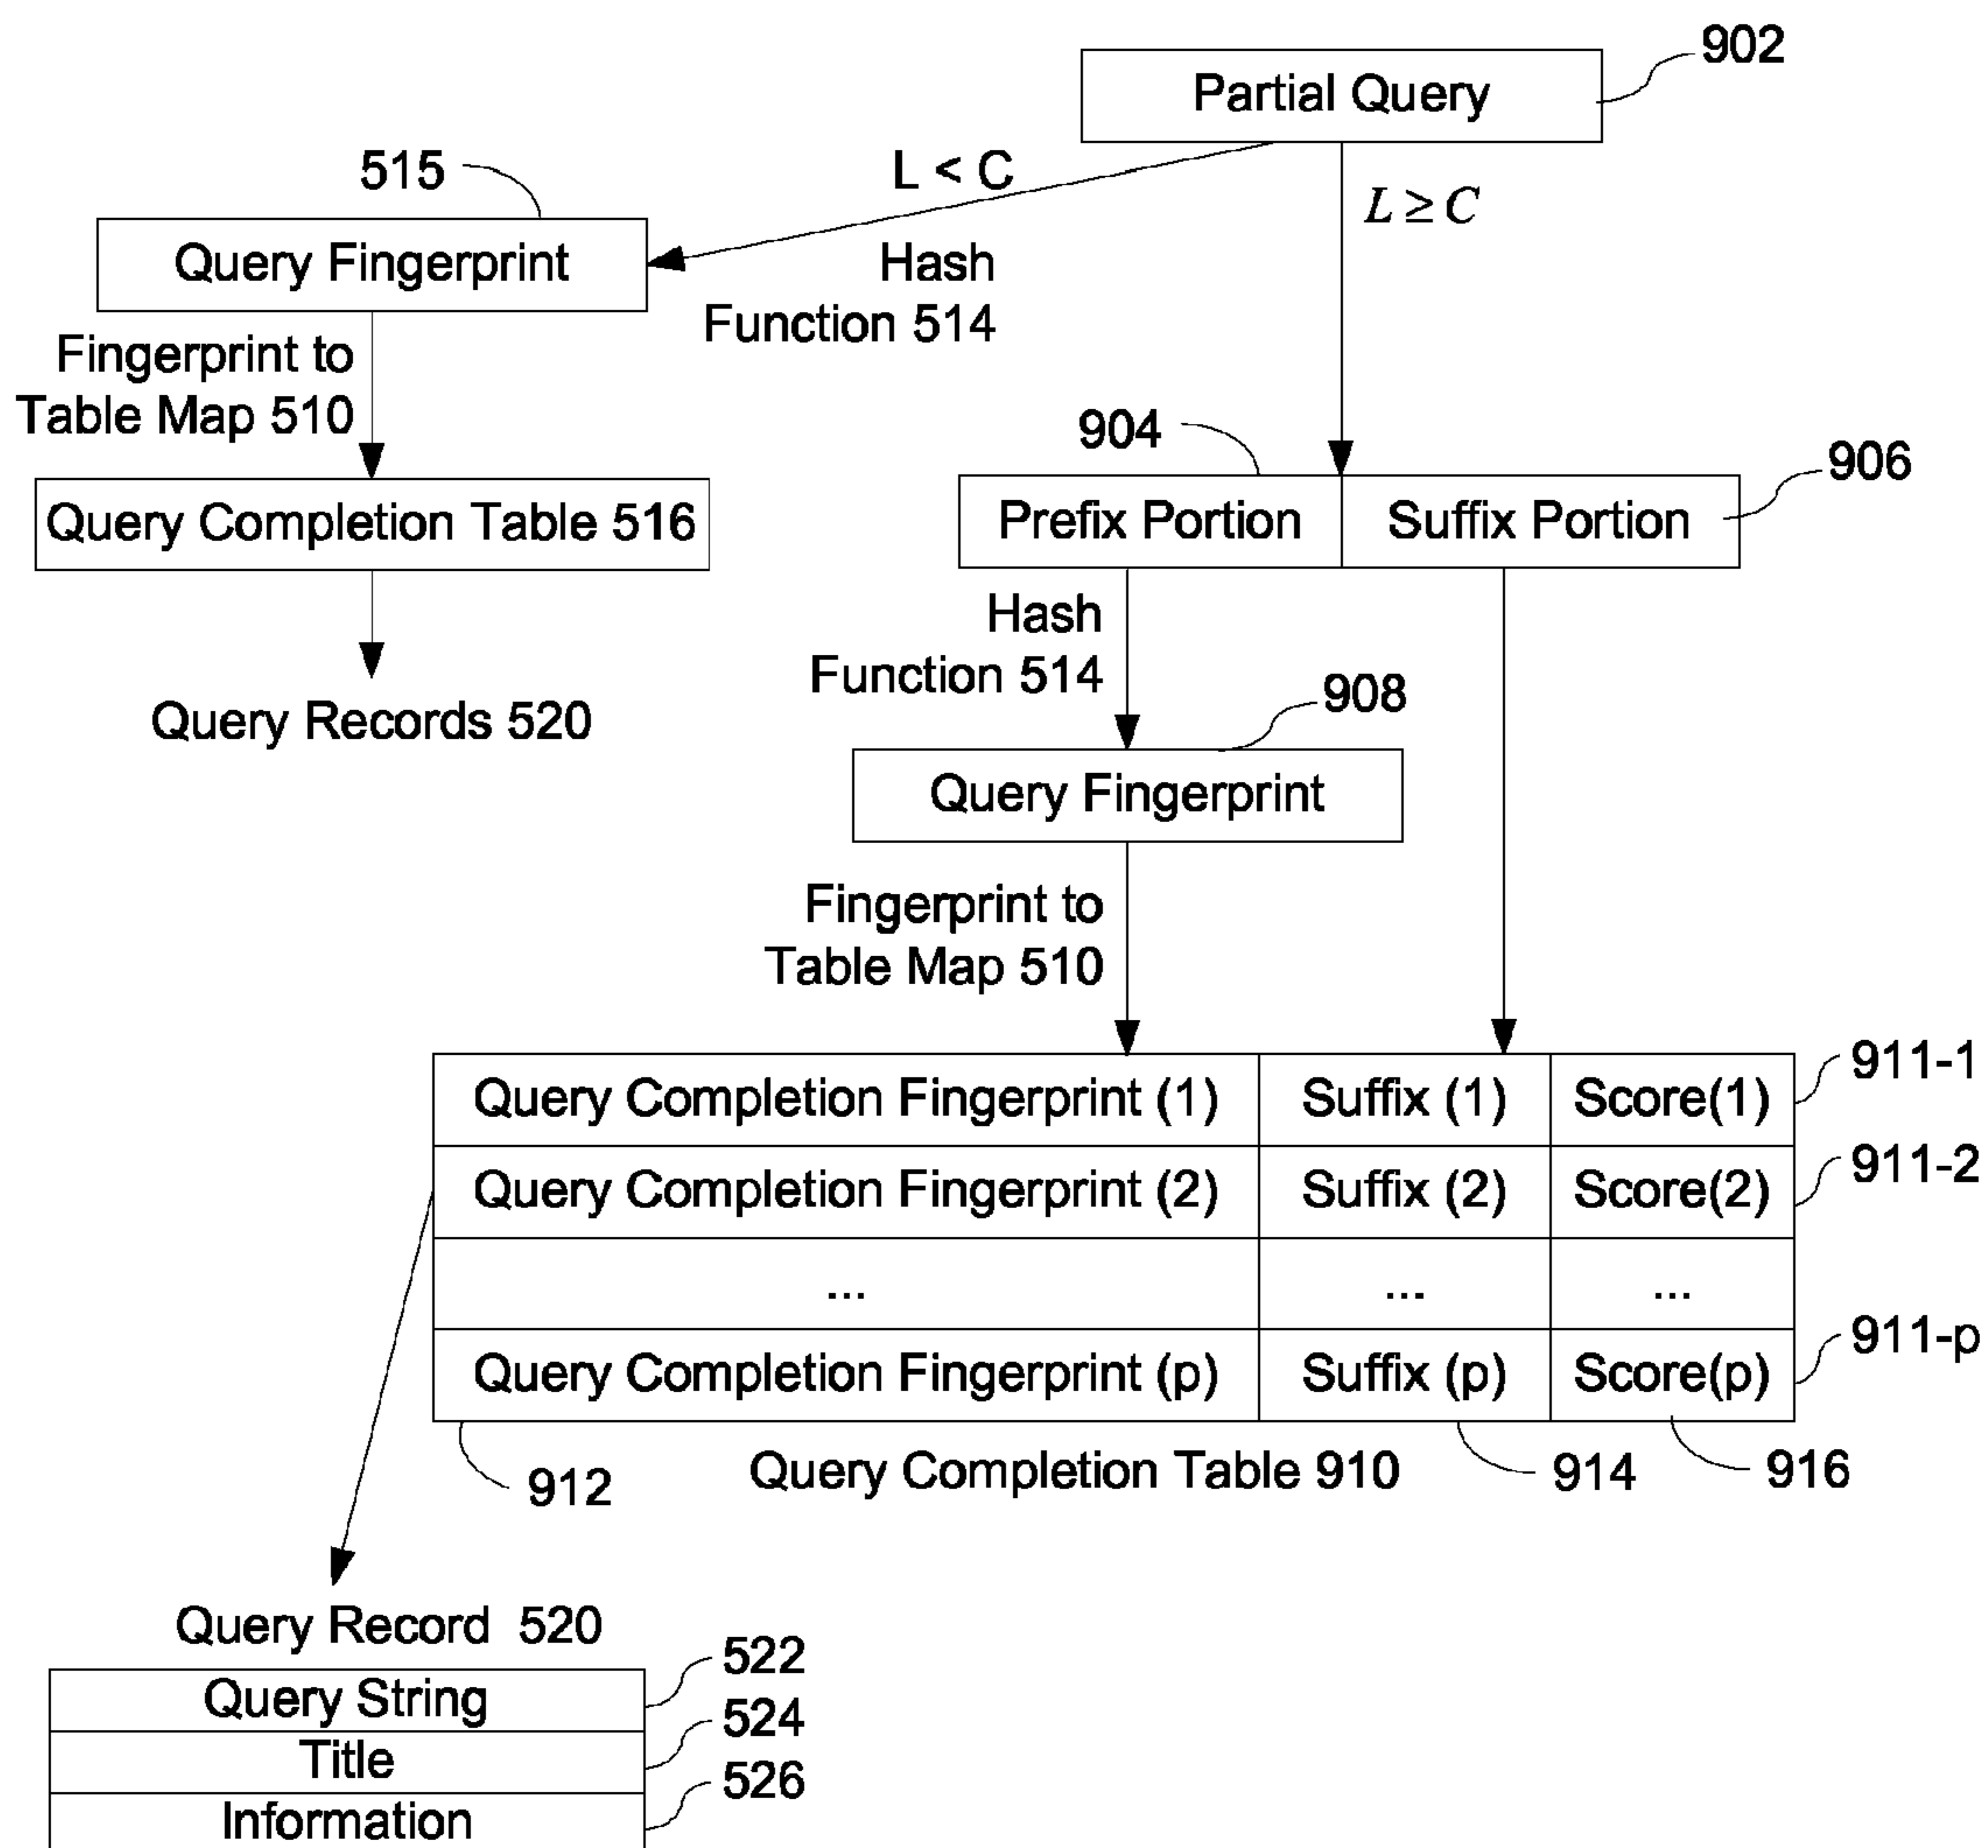 902
Partial Query
515
L < C
L ≥ C
Query Fingerprint
Hash
Function 514
Fingerprint to
Table Map 510
904
906
Query Completion Table 516
Prefix Portion
Suffix Portion
Hash
Function 514
908
Query Records 520
Query Fingerprint
Fingerprint to
Table Map 510
Query Completion Fingerprint (1) Suffix (1) Score(1)
911-1
Query Completion Fingerprint (2) Suffix (2) Score(2)
911-2
... ... ...
Query Completion Fingerprint (p) Suffix (p) Score(p)
911-p
912
Query Completion Table 910
914
916
Query Record 520
522
Query String
524
Title
526
Information